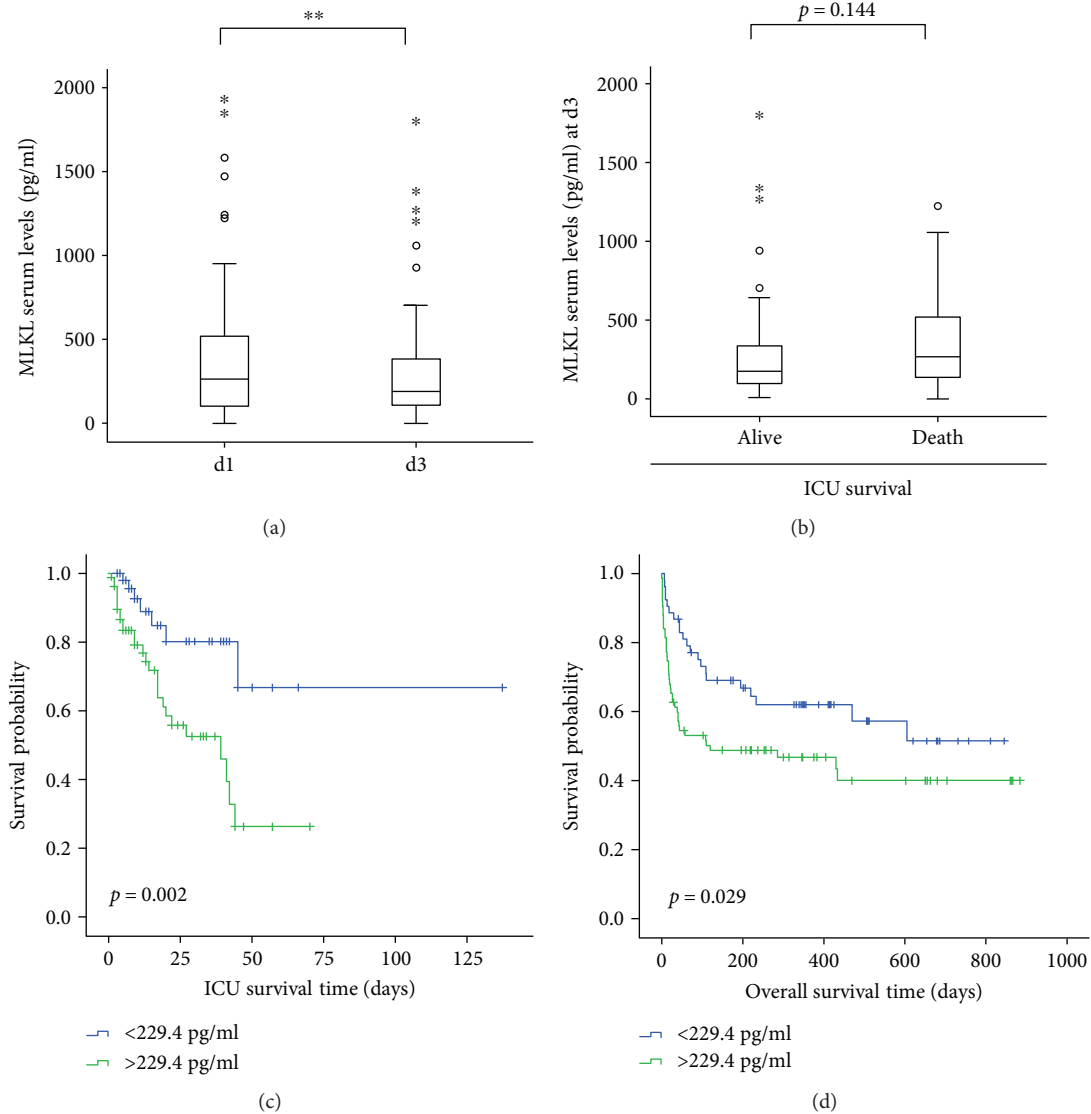 **
MLKL serum levels (pg/ml)
2000
1500
1000
500
0
d1
d3
(a)
p = 0.144
MLKL serum levels (pg/ml) at d3
2000
1500
1000
500
0
Alive
Death
ICU survival
(b)
Survival probability
1.0
0.8
0.6
0.4
0.2
0.0
p = 0.002
0 25 50 75 100 125
ICU survival time (days)
<229.4 pg/ml
>229.4 pg/ml
(c)
Survival probability
1.0
0.8
0.6
0.4
0.2
0.0
p = 0.029
0 200 400 600 800 1000
Overall survival time (days)
<229.4 pg/ml
>229.4 pg/ml
(d)